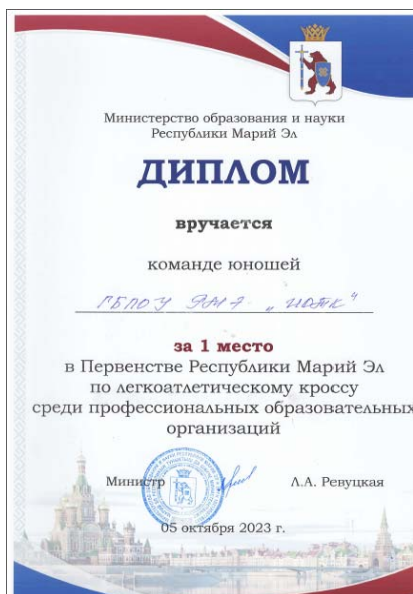 Министерство образования и науки
Республики Марий Эл
ДИПЛОМ
вручается
команде юношей
ГБПОУ РМЭ „ЙОТК"
за 1 место
в Первенстве Республики Марий Эл
по легкоатлетическому кроссу
среди профессиональных образовательных
организаций
Министр Л.А. Ревуцкая
05 октября 2023 г.